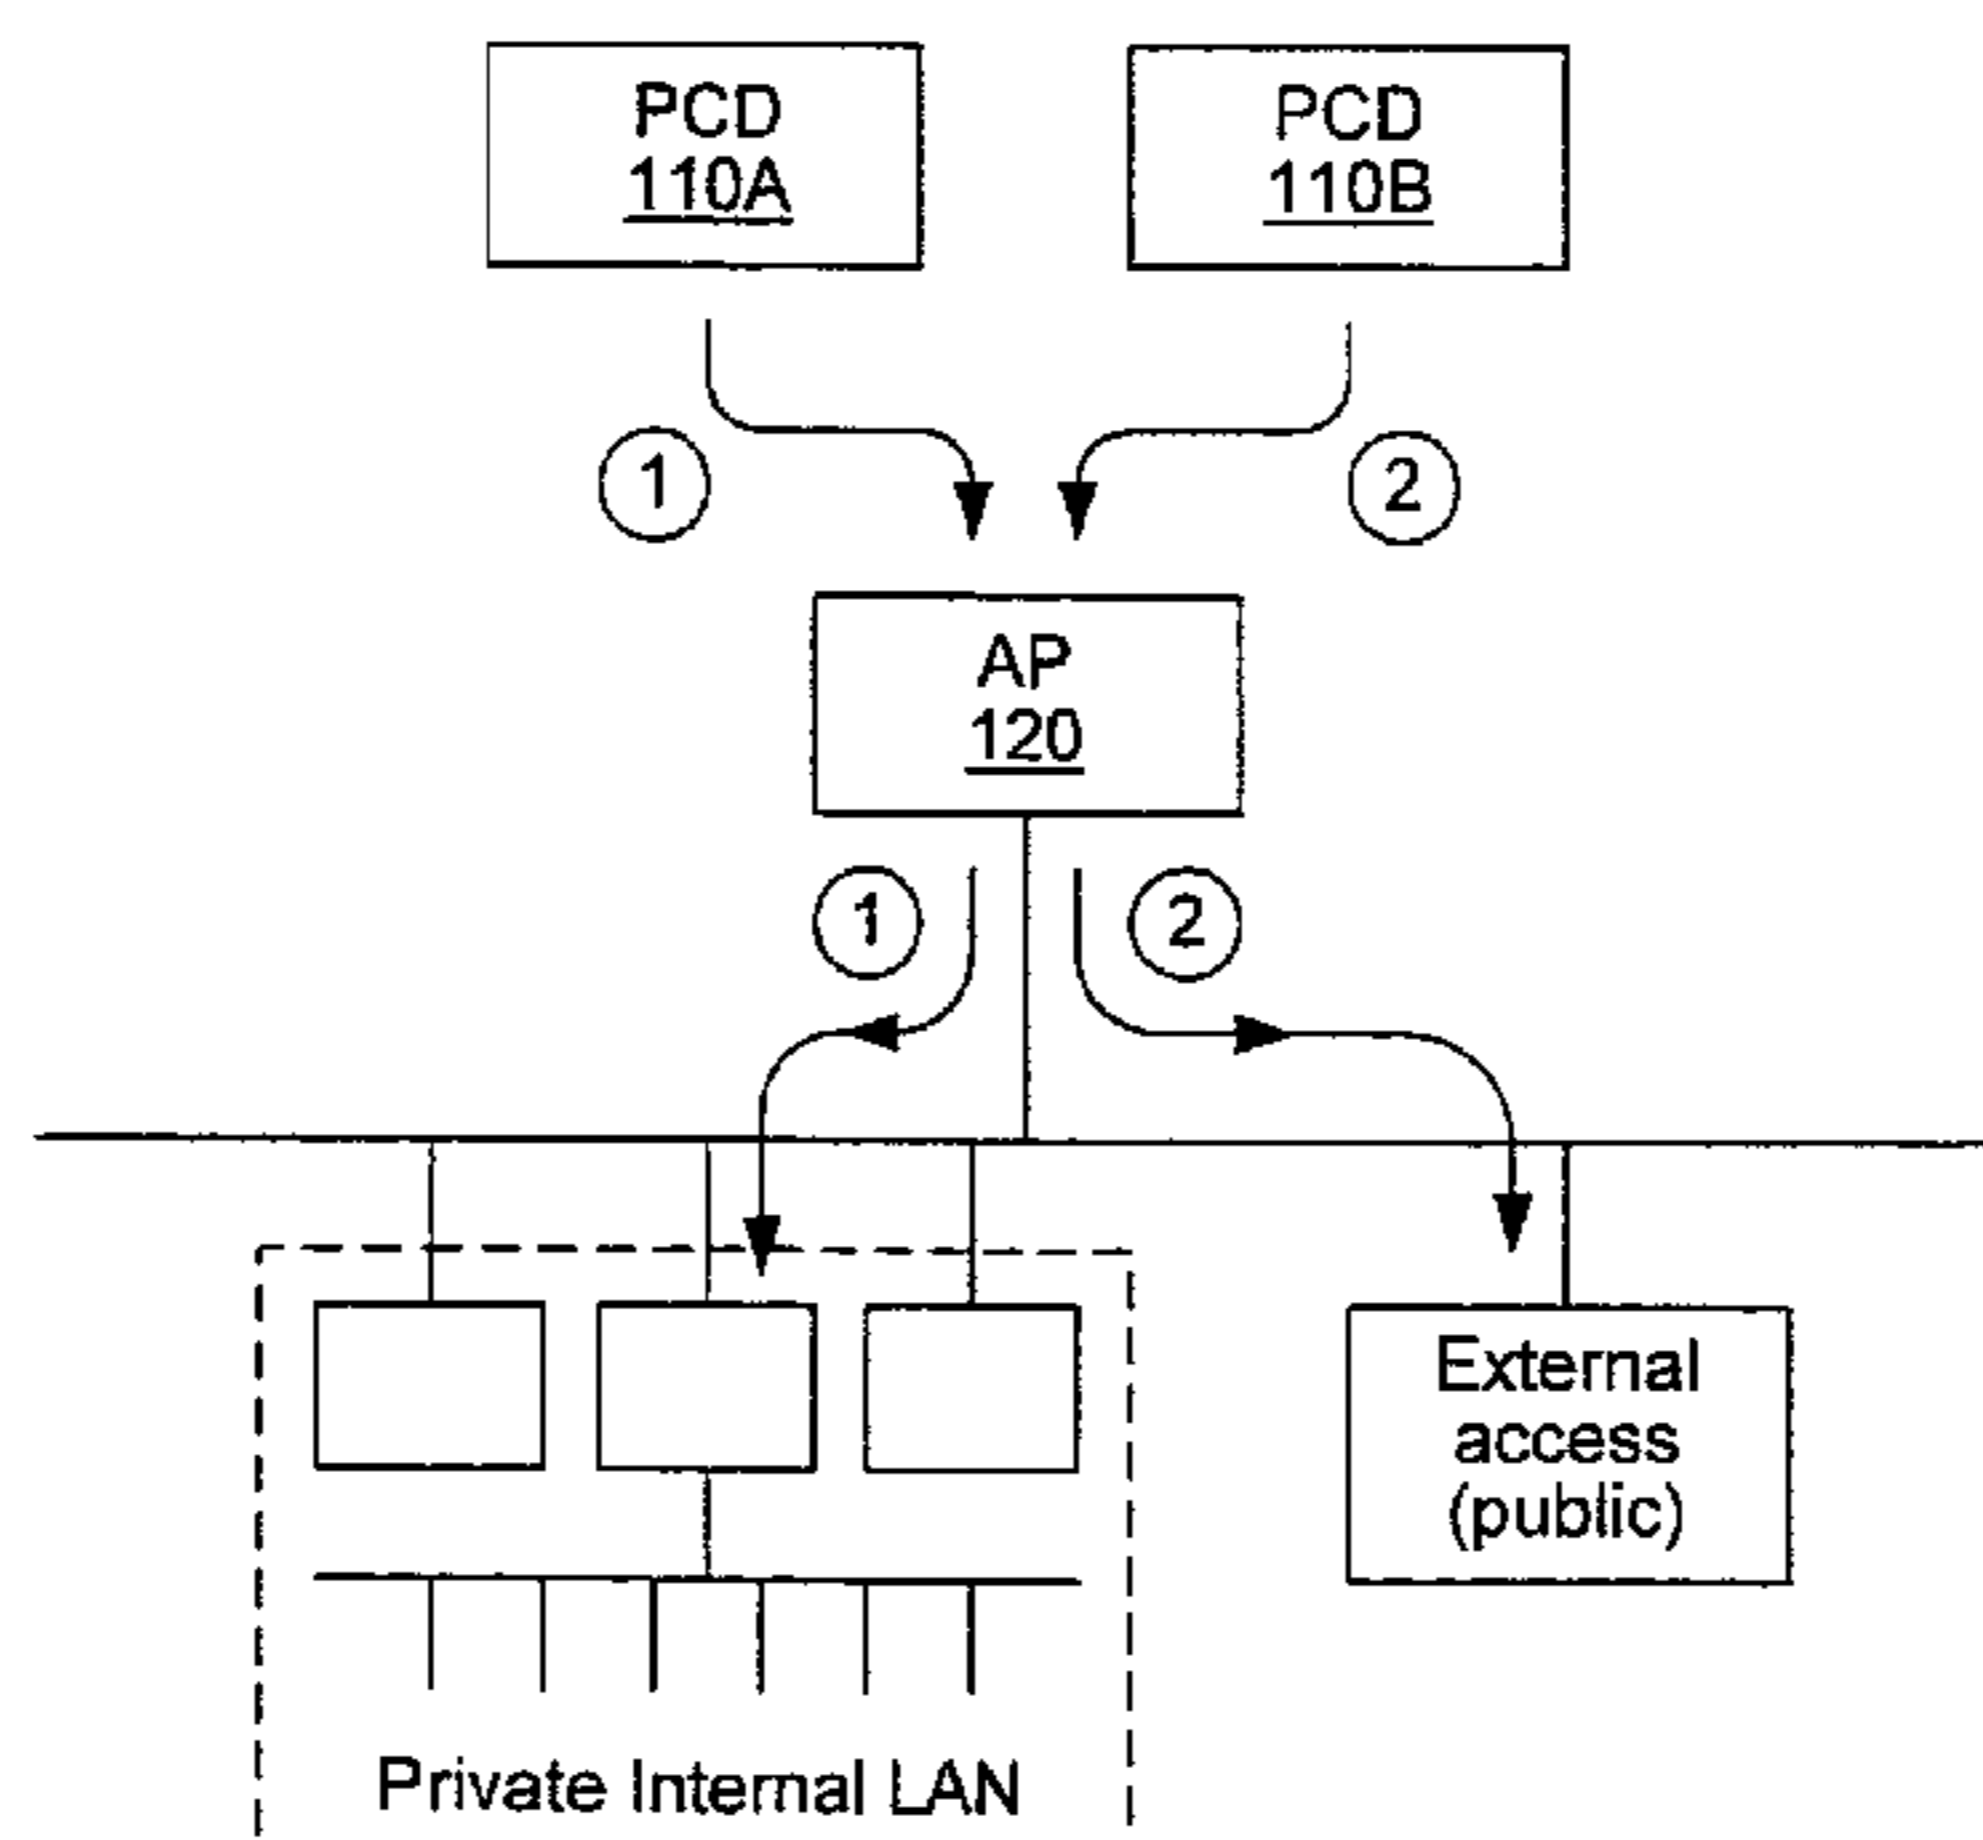 PCD
110A
PCD
110B
1
2
AP
120
1
2
External
access
(public)
Private Internal LAN